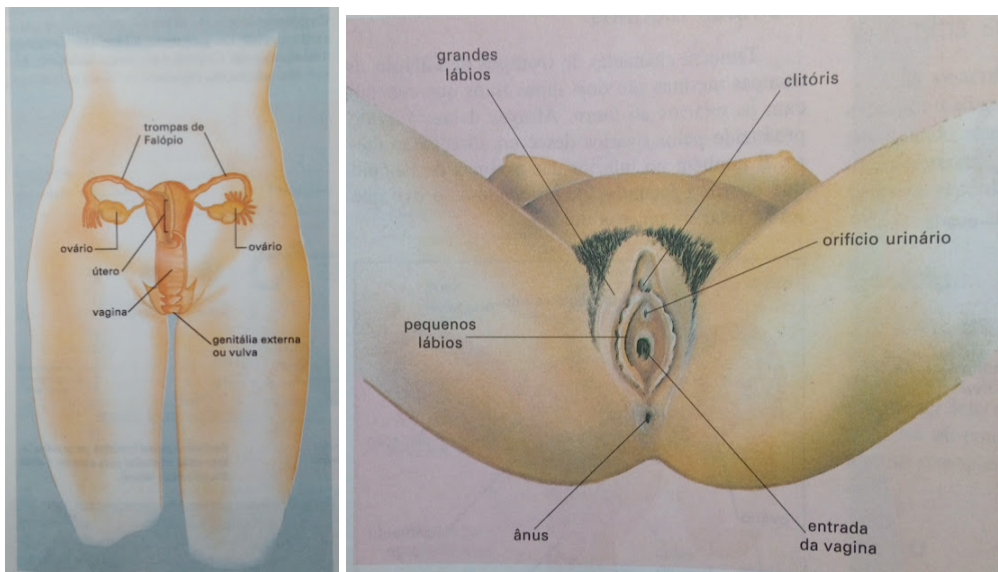 trompas de
Falópio
ovário
ovário
útero
vagina
genitália externa
ou vulva
grandes
lábios
clitóris
orifício urinário
pequenos
lábios
ânus
entrada
da vagina